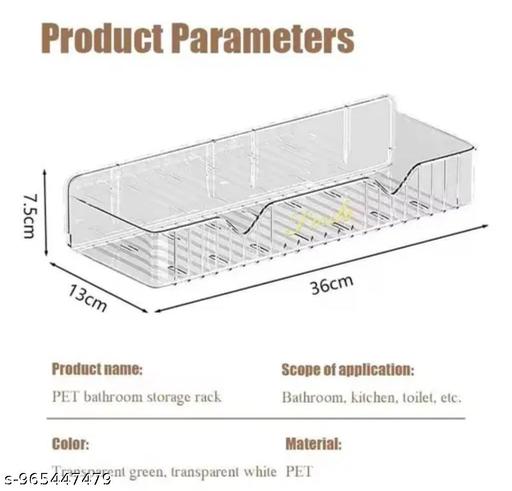 Product Parameters
7.5cm
13cm
36cm
Product name:
Scope of application:
PET bathroom storage rack
Bathroom, kitchen, toilet, etc.
Color:
Material:
Transparent green, transparent white
PET
s-965447479